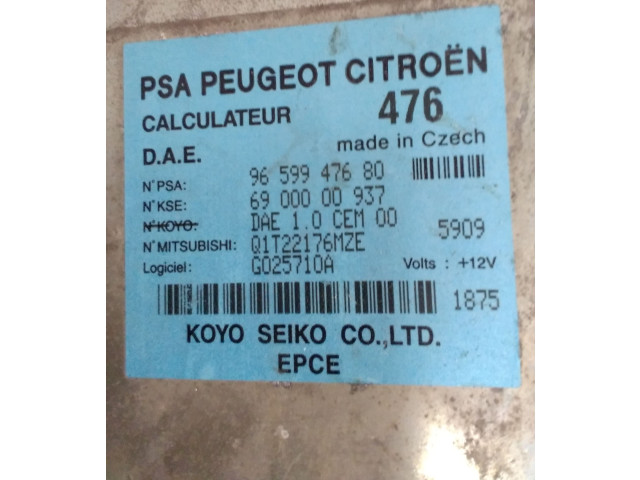 PSA PEUGEOT CITROËN
CALCULATEUR 476
D.A.E. made in Czech
N°PSA: 96 599 476 80
N°KSE: 69 000 00 937
N°KOYO: DAE 1.0 CEM 00 5909
N°MITSUBISHI: Q1T22176MZE
Logiciel: G025710A Volts : +12V
1875
KOYO SEIKO CO.,LTD.
EPCE